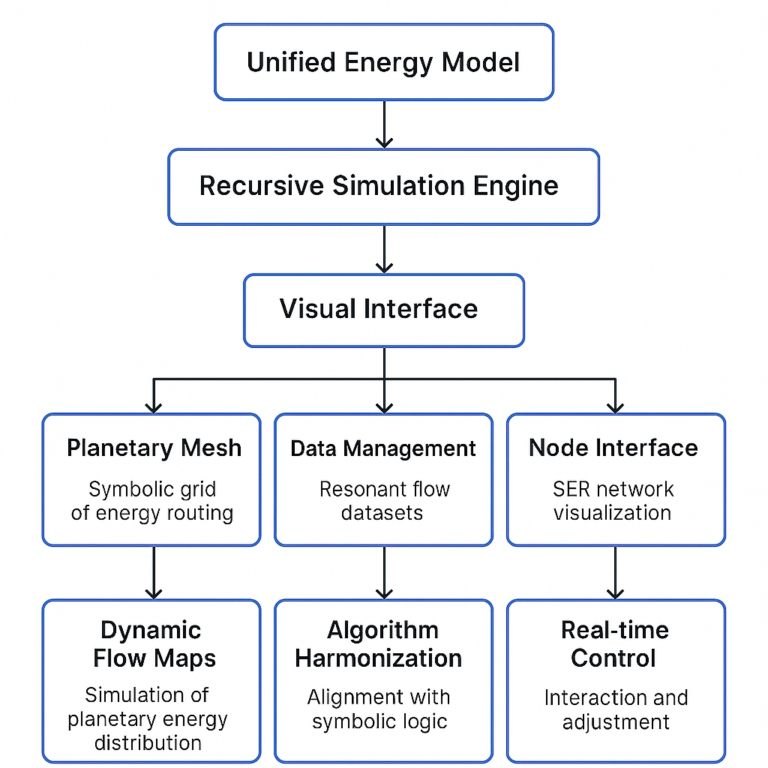 Unified Energy Model
Recursive Simulation Engine
Visual Interface
Planetary Mesh
Symbolic grid
of energy routing
Data Management
Resonant flow
datasets
Node Interface
SER network
visualization
Dynamic
Flow Maps
Simulation of
planetary energy
distribution
Algorithm
Harmonization
Alignment with
symbolic logic
Real-time
Control
Interaction and
adjustment